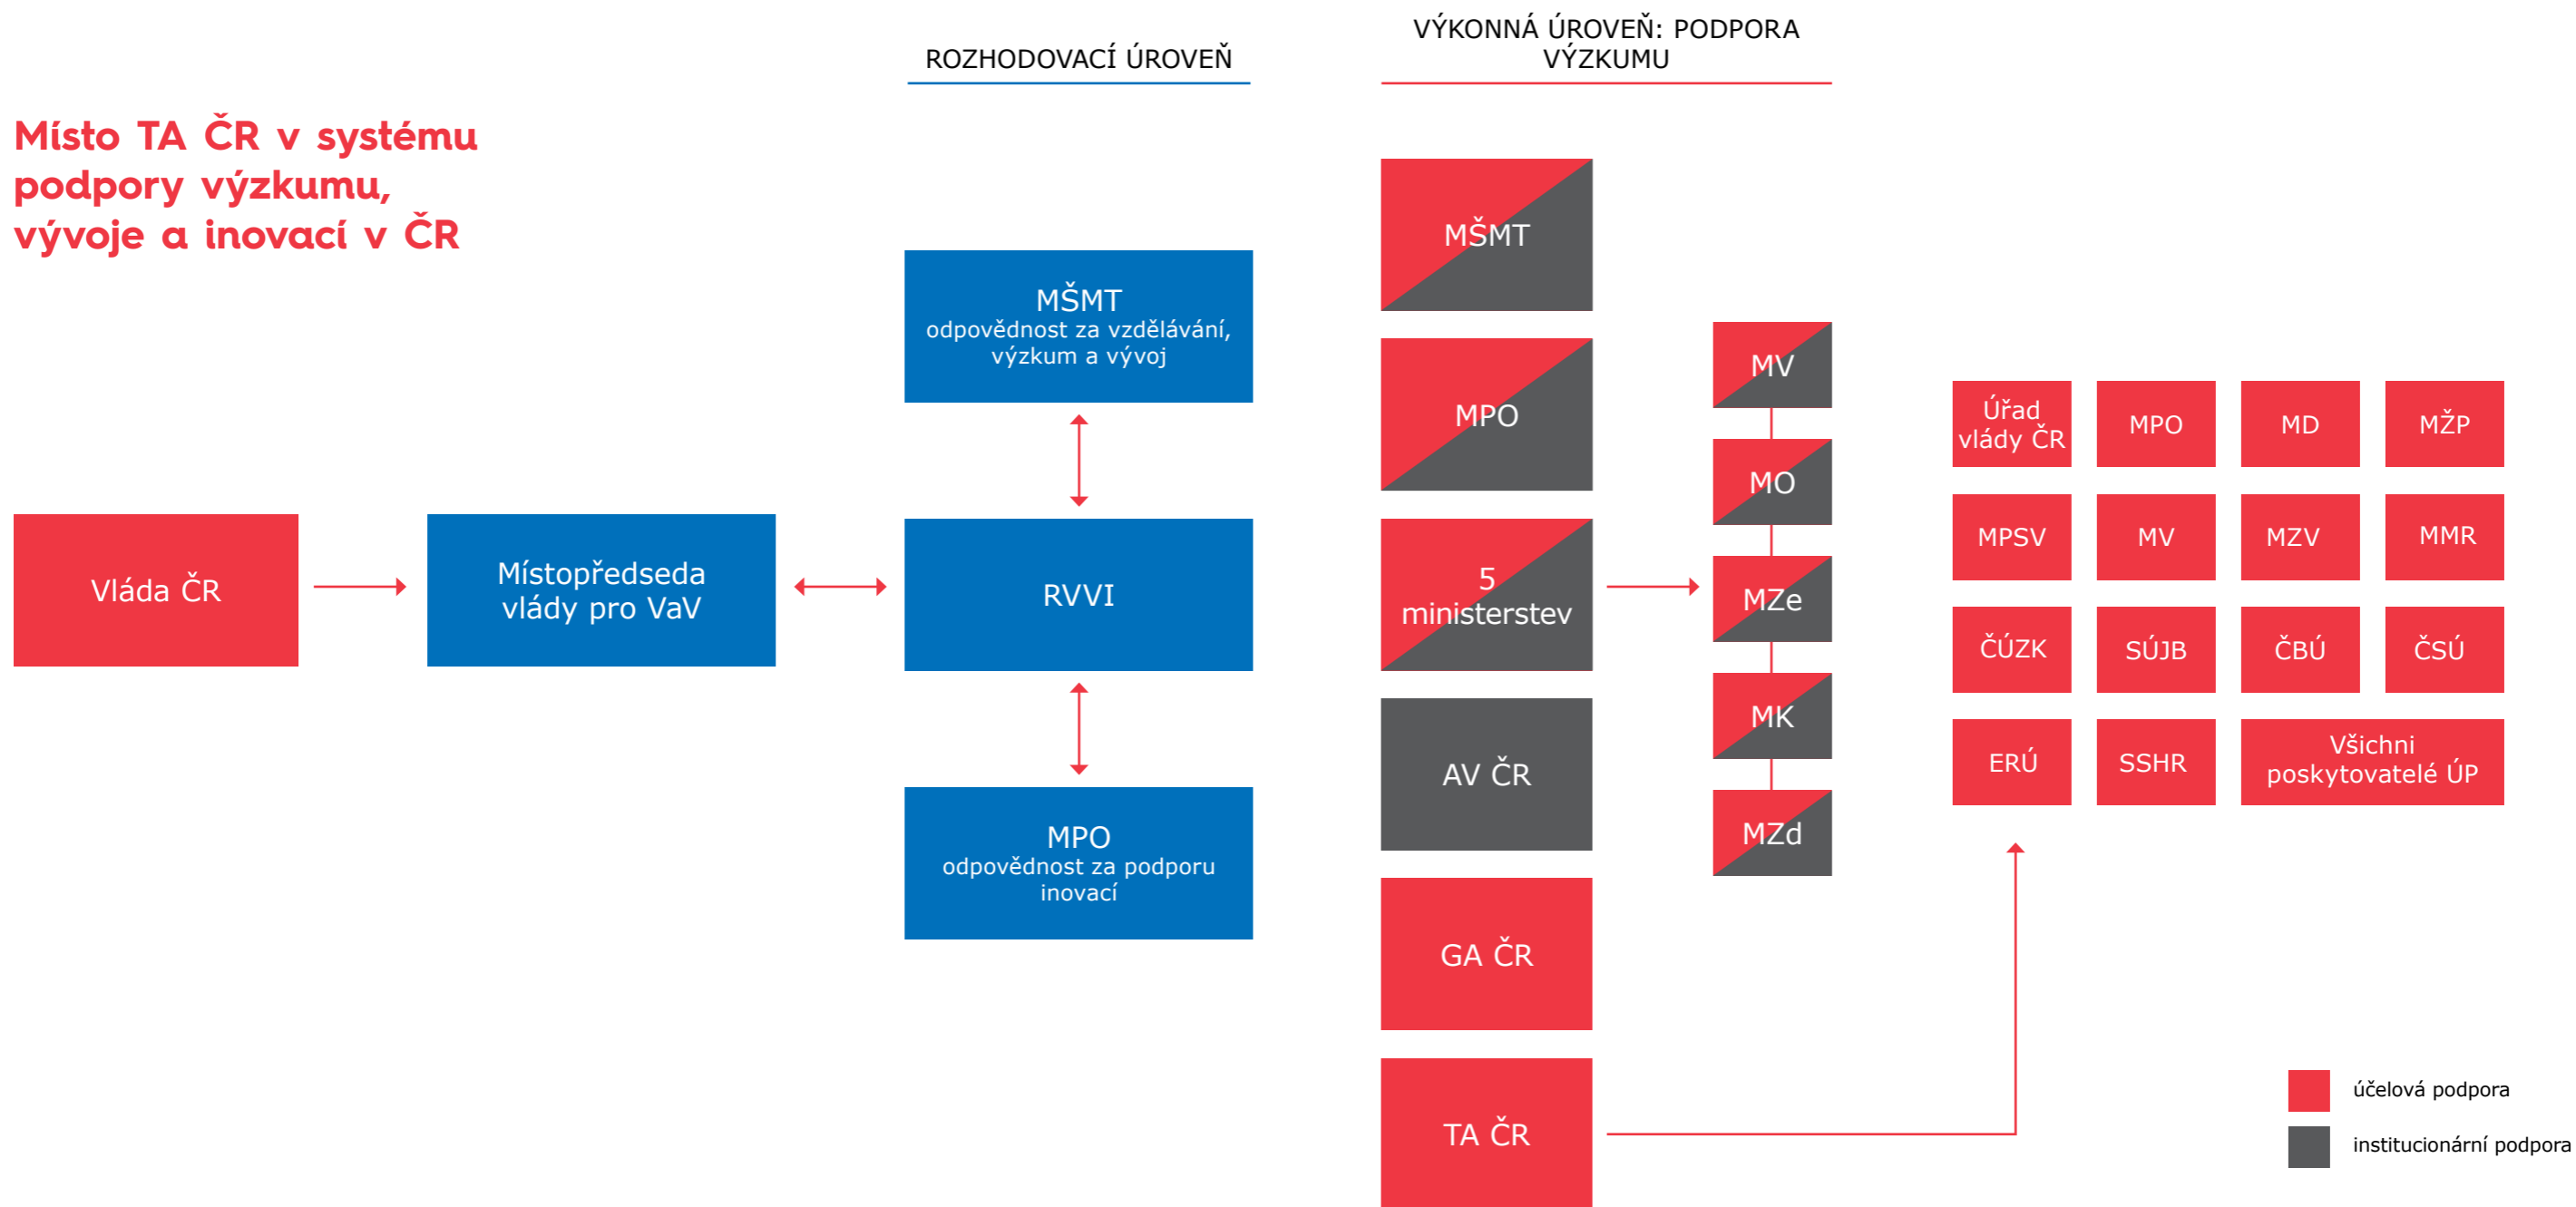 Místo TA ČR v systému
podpory výzkumu,
vývoje a inovací v ČR
ROZHODOVACÍ ÚROVEŇ
VÝKONNÁ ÚROVEŇ: PODPORA
VÝZKUMU
Vláda ČR
Místopředseda
vlády pro VaV
MŠMT
odpovědnost za vzdělávání,
výzkum a vývoj
RVVI
MPO
odpovědnost za podporu
inovací
MŠMT
MPO
5
ministerstev
AV ČR
GA ČR
TA ČR
MV
MO
MZe
MK
MZd
Úřad
vlády ČR
MPO
MD
MŽP
MPSV
MV
MZV
MMR
ČÚZK
SÚJB
ČBÚ
ČSÚ
ERÚ
SSHR
Všichni
poskytovatelé ÚP
účelová podpora
institucionární podpora